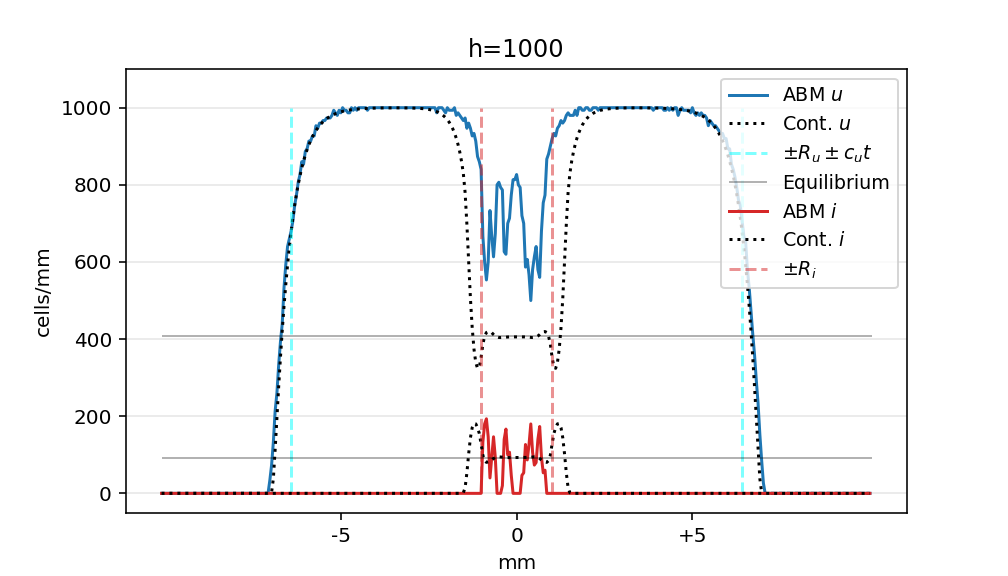 h=1000
1000
800
600
400
200
0
cells/mm
-5
0
+5
mm
ABM u
Cont. u
±R_u ± c_u t
Equilibrium
ABM i
Cont. i
±R_i